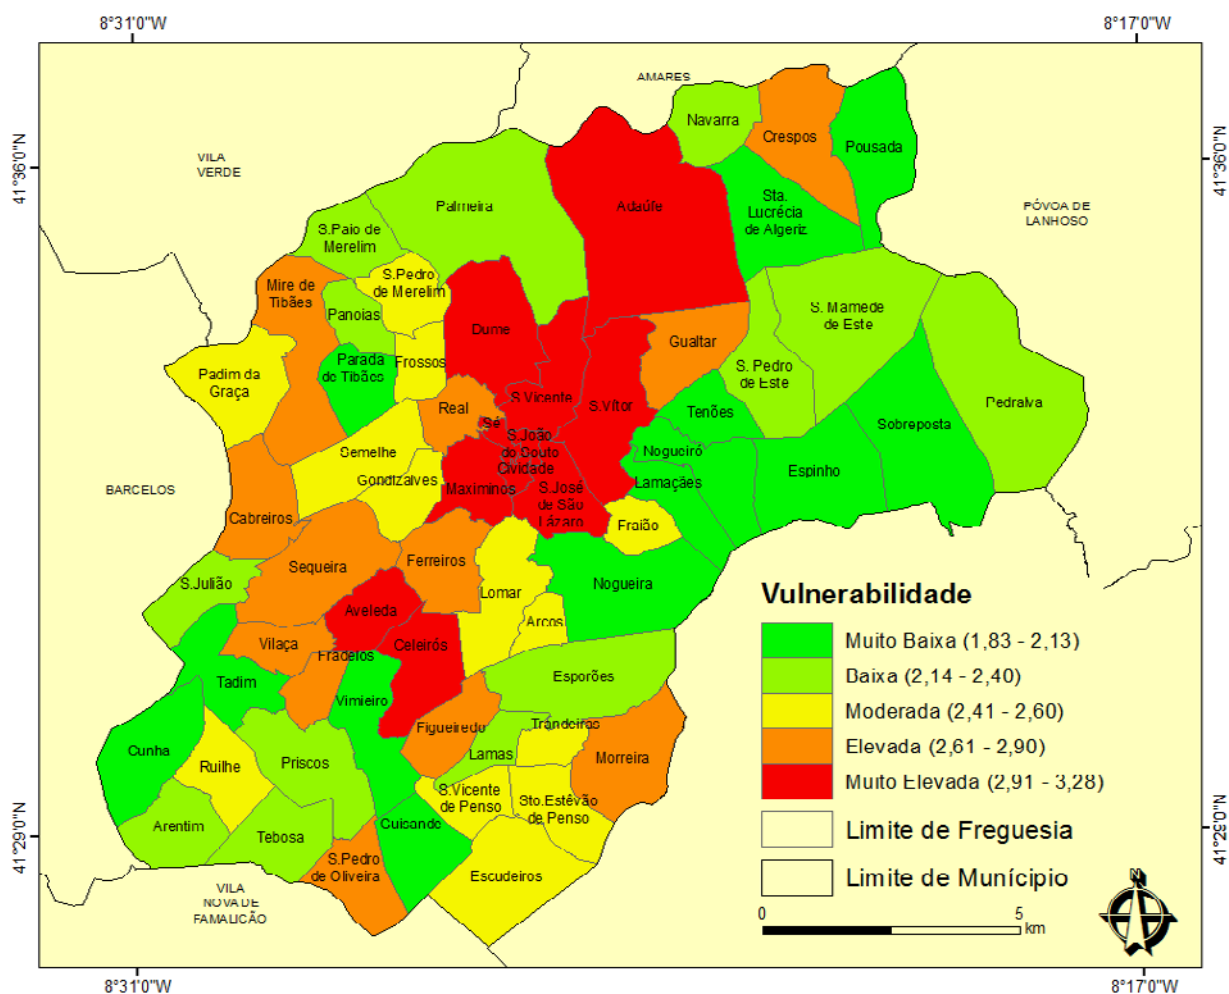 8°31'0"W
8°17'0"W
AMARES
Navarra
Crespos
Pousada
41°36'0"N
41°36'0"N
VILA
VERDE
Palmeira
Adaúfe
Sta.
Lucrécia
de Algeriz
PÓVOA DE
LANHOSO
S.Paio de
Merelim
S.Pedro
de Merelim
Mire de
Tibães
Panoias
Dume
S. Mamede
de Este
Gualtar
Parada
de Tibães
Frossos
Padim da
Graça
S. Pedro
de Este
Pedralva
S.Vicente
S.Vítor
Real
Tenões
Sé
Sobreposta
S.João
do Souto
Semelhe
Nogueiró
Cividade
Espinho
Gondizalves
Lamaçães
Maximinos
S.José
de São
Lázaro
BARCELOS
Cabreiros
Fraião
Ferreiros
Sequeira
S.Julião
Nogueira
Lomar
Aveleda
Arcos
Vilaça
Celeirós
Fradelos
Tadim
Esporões
Vimieiro
Trandeiras
Figueiredo
Cunha
Lamas
Morreira
Priscos
Ruilhe
S.Vicente
de Penso
Sto.Estêvão
de Penso
Arentim
Cuisande
Tebosa
S.Pedro
de Oliveira
Escudeiros
VILA
NOVA DE
FAMALICÃO
Vulnerabilidade
Muito Baixa (1,83 - 2,13)
Baixa (2,14 - 2,40)
Moderada (2,41 - 2,60)
Elevada (2,61 - 2,90)
Muito Elevada (2,91 - 3,28)
Limite de Freguesia
Limite de Munícipio
0
5
km
N
41°29'0"N
8°31'0"W
8°17'0"W